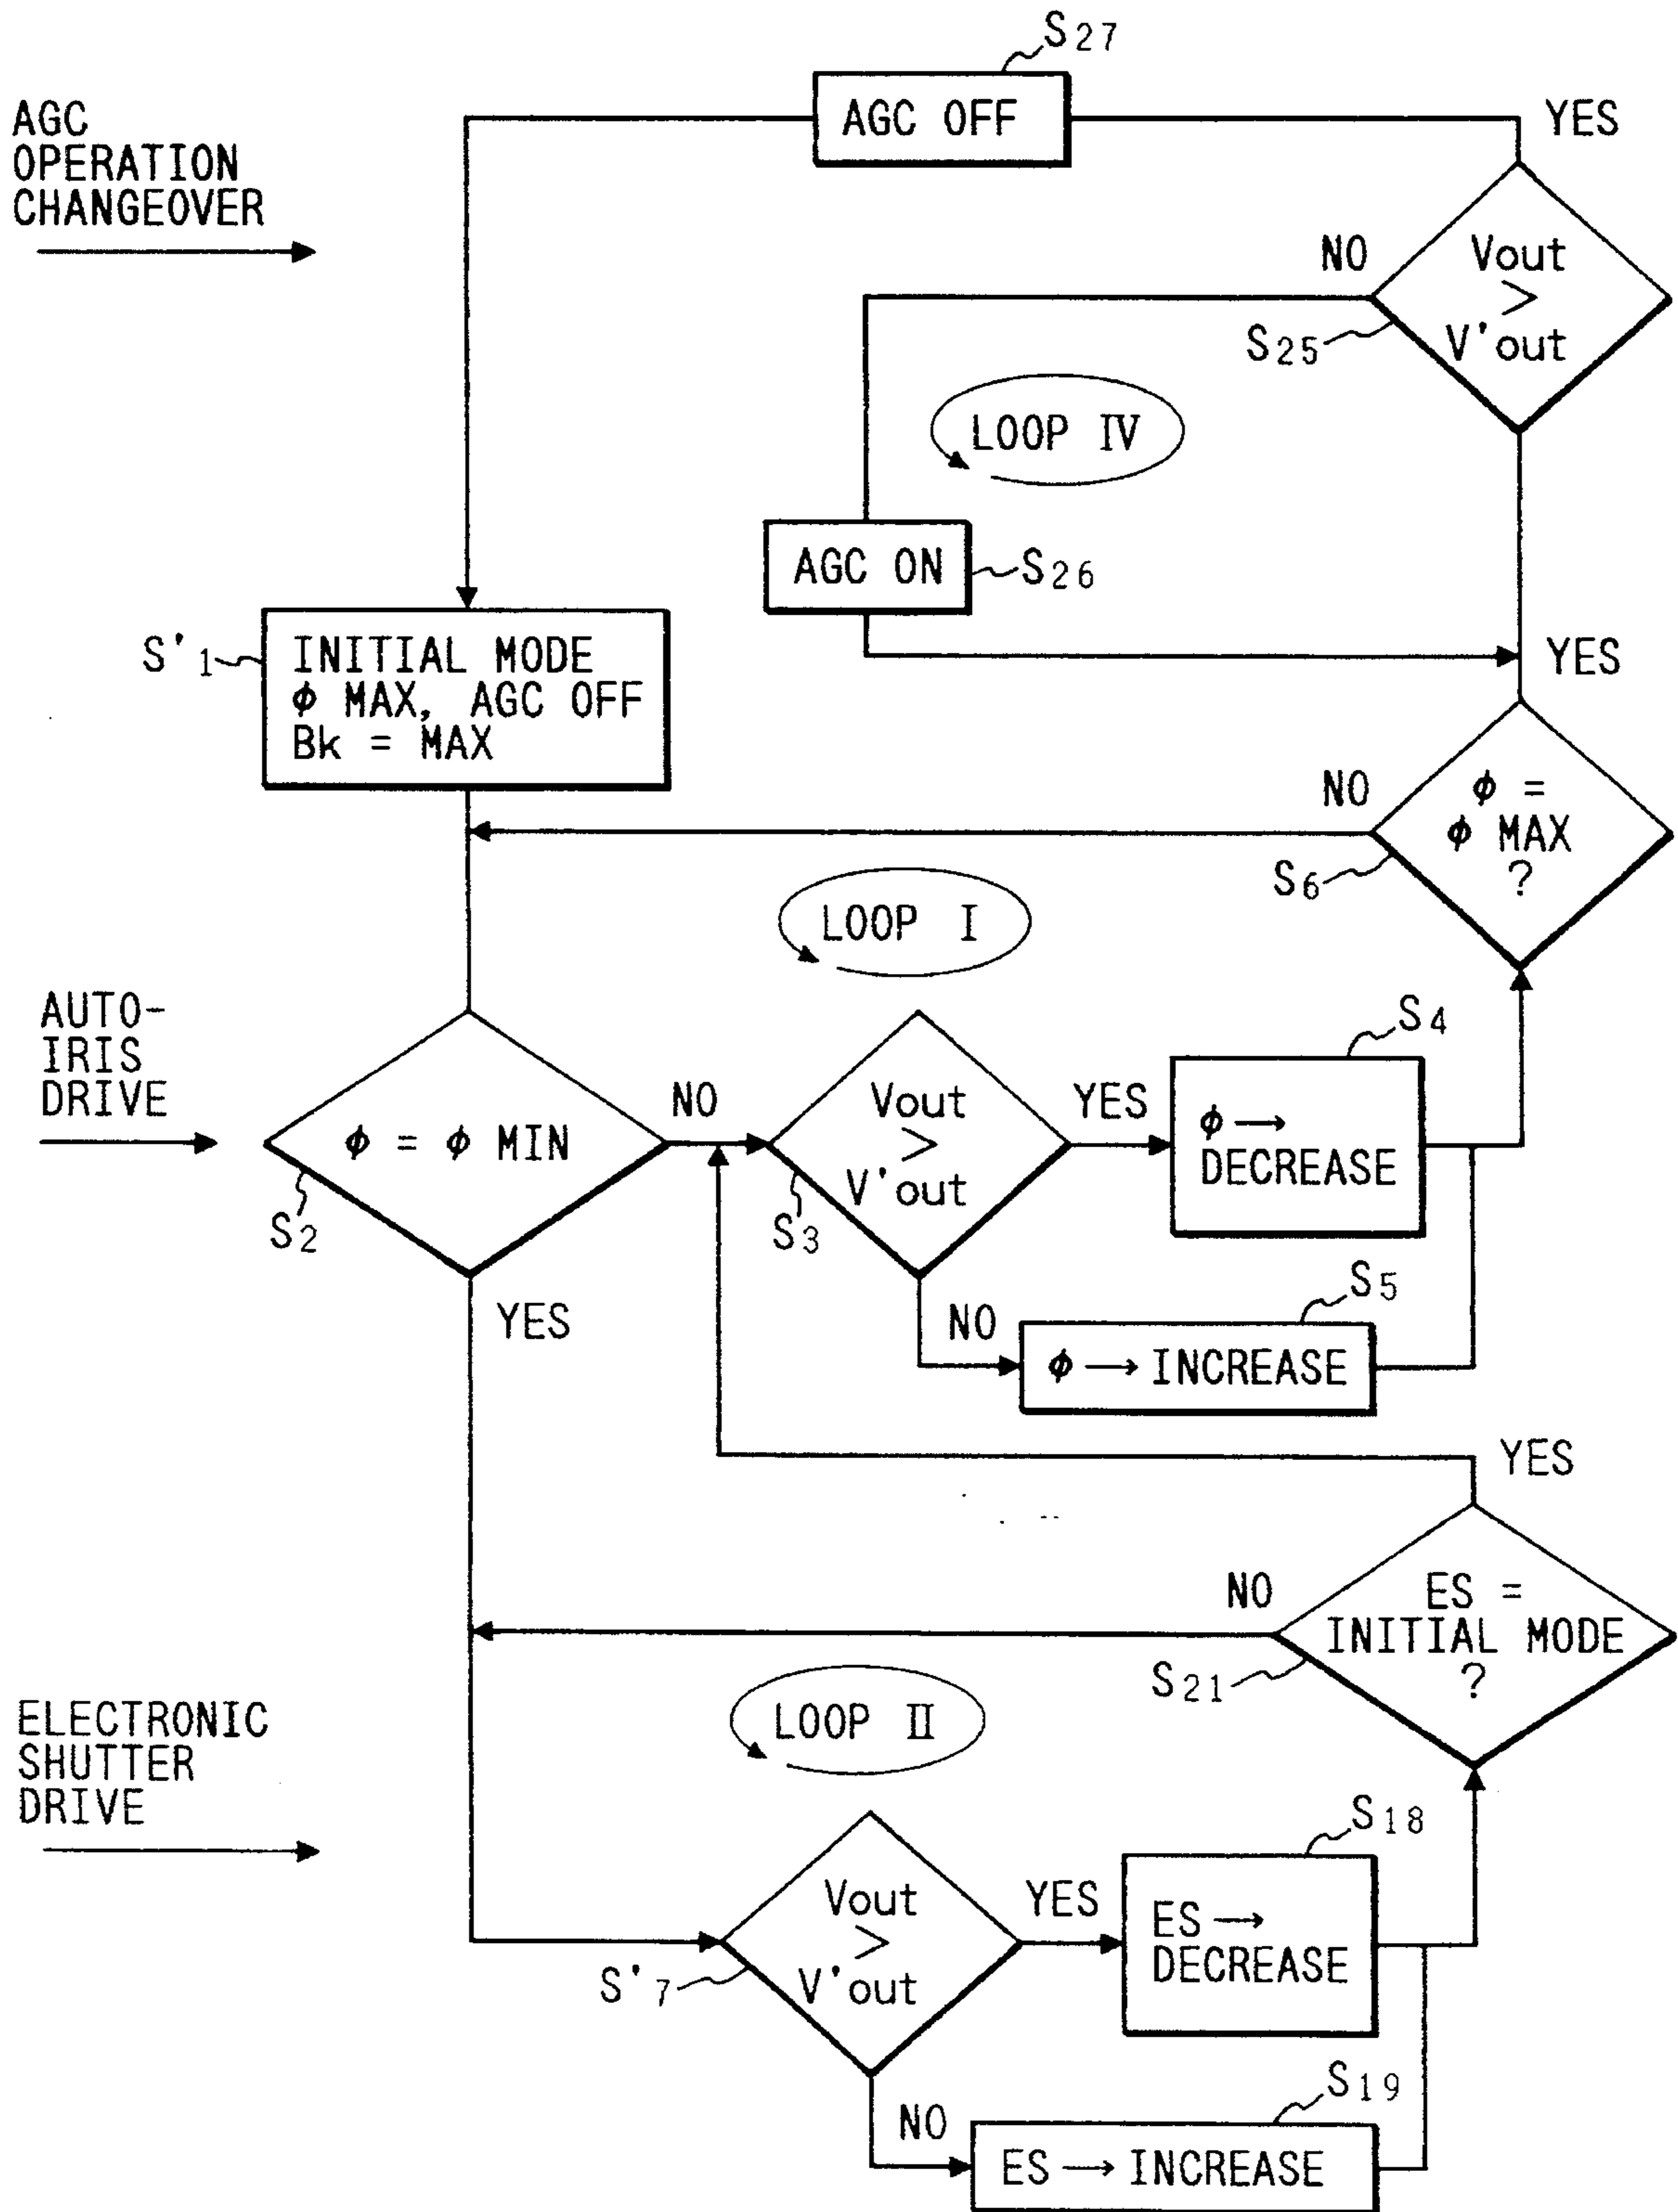 S27
AGC OFF
YES
AGC
OPERATION
CHANGEOVER
NO
Vout
>
V'out
S25
LOOP IV
AGC ON
S26
S'1
INITIAL MODE
φ MAX, AGC OFF
Bk = MAX
YES
NO
φ =
φ MAX
?
S6
LOOP I
AUTO-
IRIS
DRIVE
S4
φ = φ MIN
NO
Vout
>
V'out
YES
φ →
DECREASE
S2
S3
YES
NO
S5
φ → INCREASE
YES
NO
ES =
INITIAL MODE
?
S21
LOOP II
ELECTRONIC
SHUTTER
DRIVE
S18
Vout
>
V'out
YES
ES →
DECREASE
S'7
S19
NO
ES → INCREASE